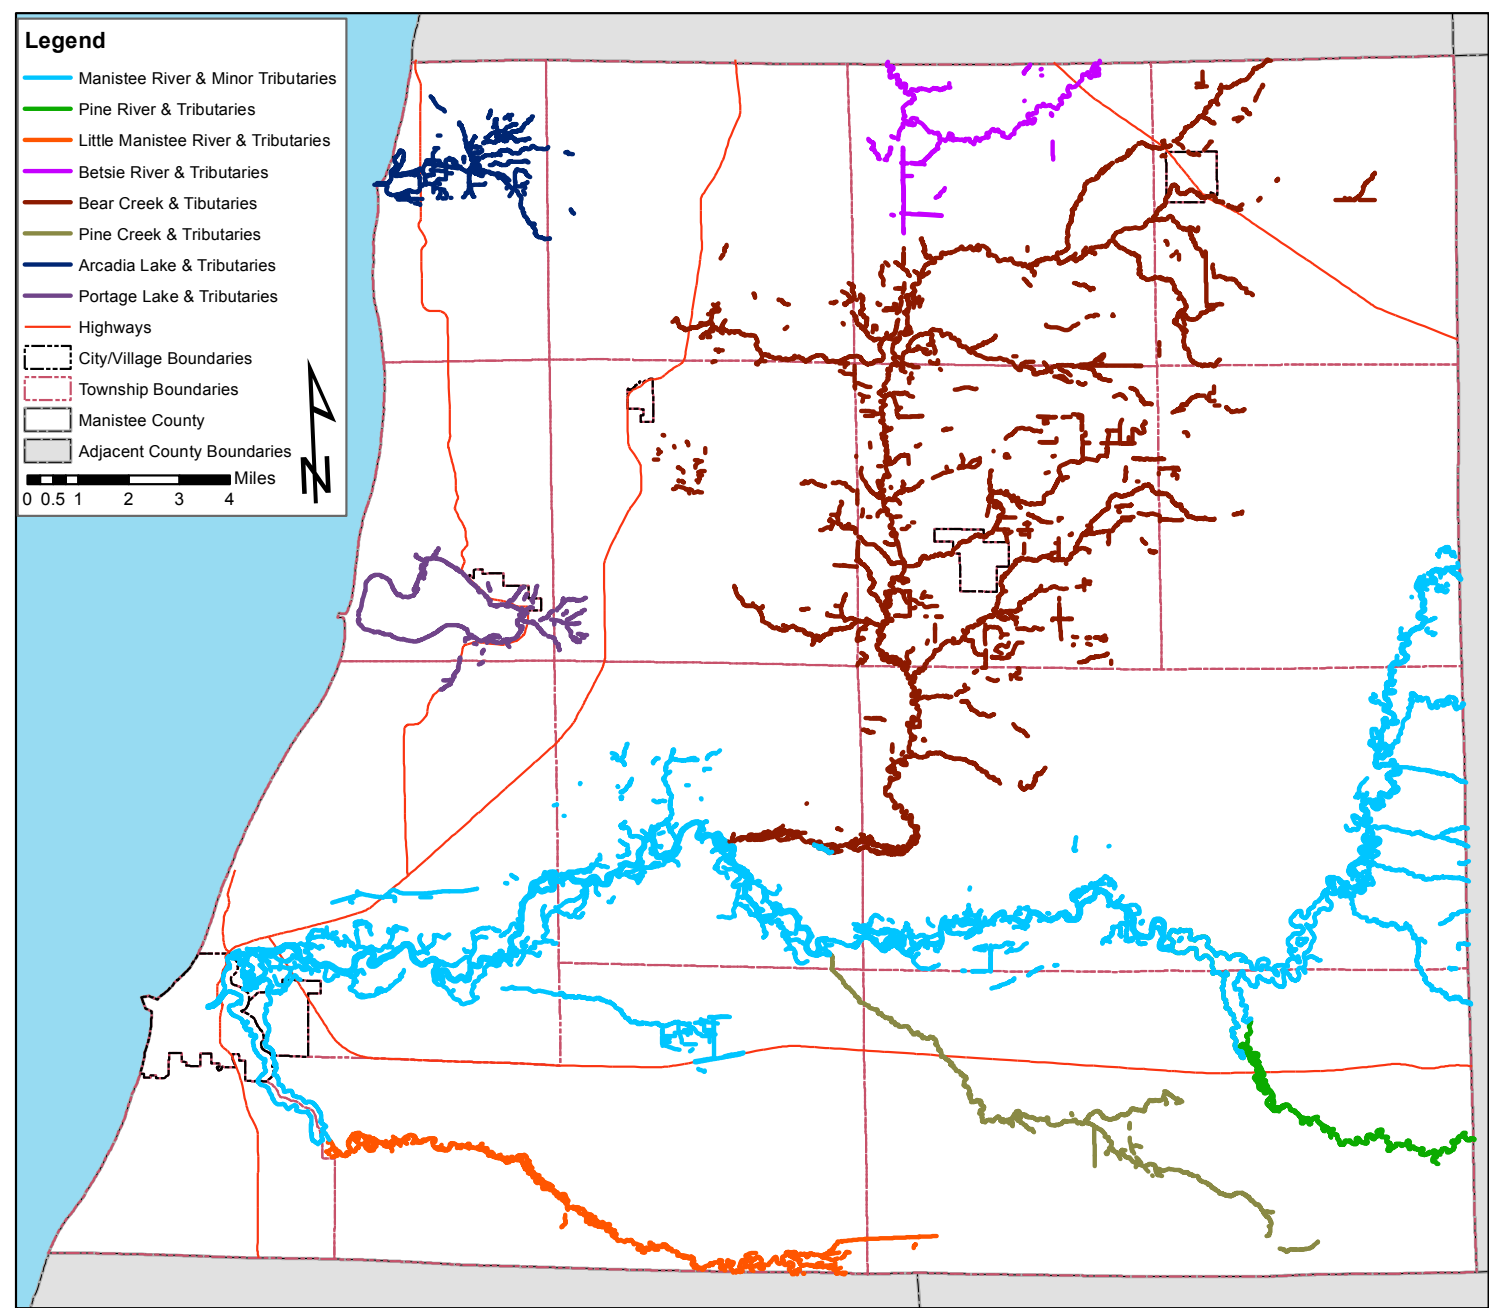 Legend
Manistee River & Minor Tributaries
Pine River & Tributaries
Little Manistee River & Tributaries
Betsie River & Tributaries
Bear Creek & Tibutaries
Pine Creek & Tributaries
Arcadia Lake & Tributaries
Portage Lake & Tributaries
Highways
City/Village Boundaries
Township Boundaries
Manistee County
Adjacent County Boundaries
Miles
0 0.5 1 2 3 4
N